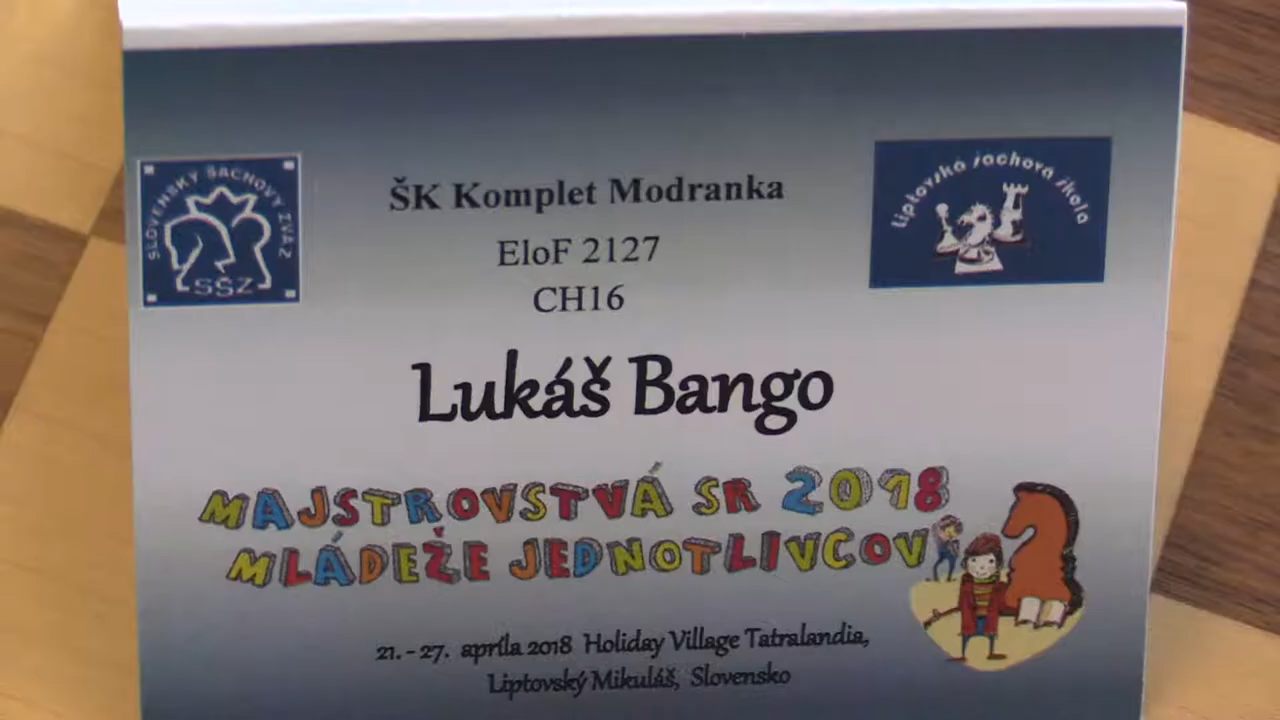 SLOVENSKÝ ŠACHOVÝ ZVÄZ
SŠZ
Liptovská šachová škola
ŠK Komplet Modranka
EloF 2127
CH16
Lukáš Bango
MAJSTROVSTVÁ SR 2018
MLÁDEŽE JEDNOTLIVCOV
21. - 27. apríla 2018 Holiday Village Tatralandia,
Liptovský Mikuláš, Slovensko